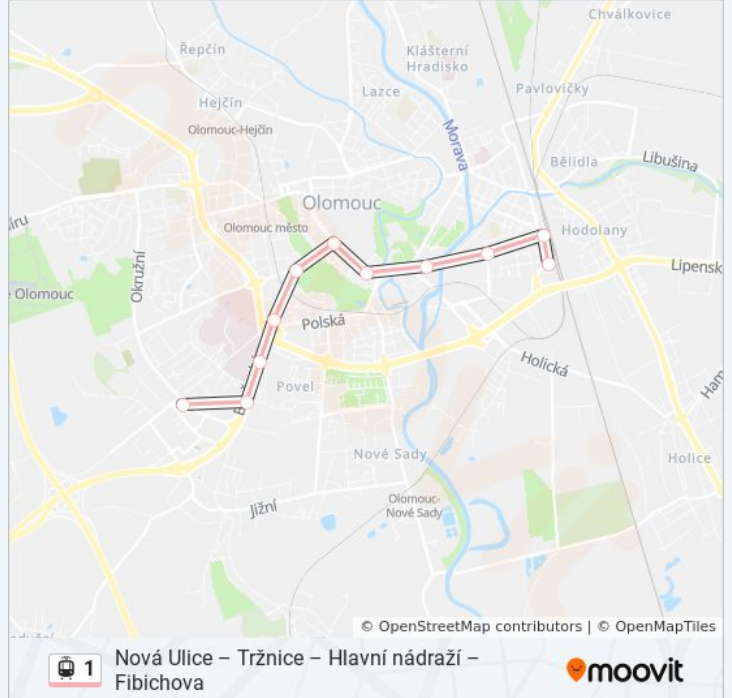 Chválkovice
Řepčín
Klášterní
Hradisko
Lazce
Pavlovičky
Hejčín
Olomouc-Hejčín
Morava
Bělidla
Libušina
Olomouc
Olomouc město
Hodolany
Okružní
Olomouc
Lipensk
Polská
Holická
Povel
Ham
Nové Sady
Holice
Olomouc-
Nové Sady
Jižní
© OpenStreetMap contributors | © OpenMapTiles
1
Nová Ulice – Tržnice – Hlavní nádraží –
Fibichova
moovit